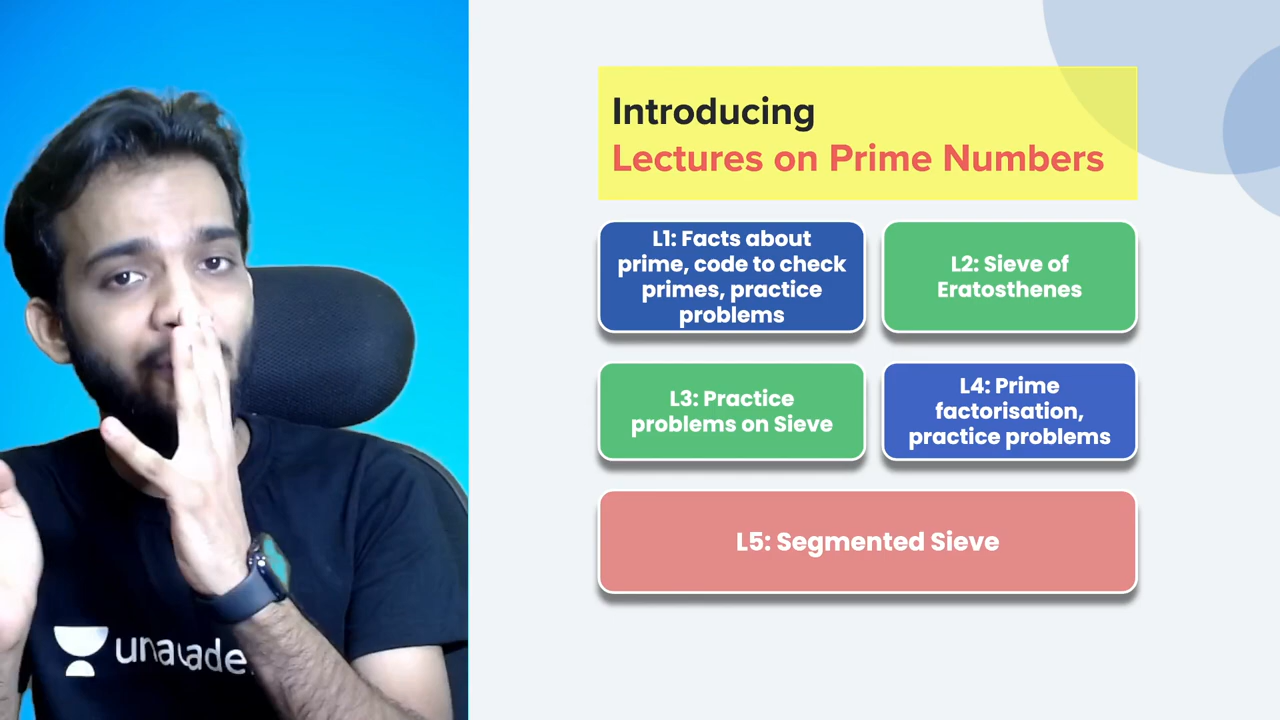 Introducing
Lectures on Prime Numbers
L1: Facts about
prime, code to check
primes, practice
problems
L2: Sieve of
Eratosthenes
L3: Practice
problems on Sieve
L4: Prime
factorisation,
practice problems
L5: Segmented Sieve